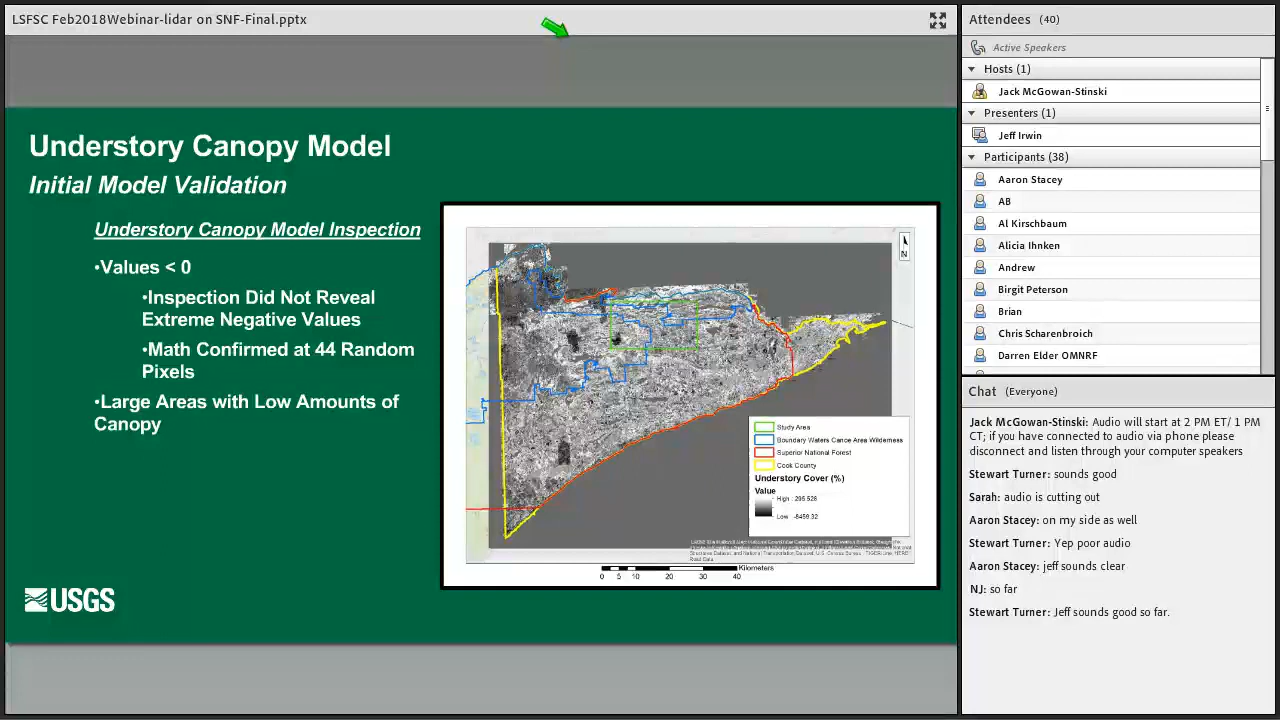 LSFSC Feb2018Webinar-lidar on SNF-Final.pptx
Understory Canopy Model
Initial Model Validation
Understory Canopy Model Inspection
•Values < 0
•Inspection Did Not Reveal
Extreme Negative Values
•Math Confirmed at 44 Random
Pixels
•Large Areas with Low Amounts of
Canopy
USGS
N
Study Area
Boundary Waters Canoe Area Wilderness
Superior National Forest
Cook County
Understory Cover (%)
Value
High : 295.528
Low : -8459.32
Kilometers
0 5 10 20 30 40
Attendees (40)
Active Speakers
Hosts (1)
Jack McGowan-Stinski
Presenters (1)
Jeff Irwin
Participants (38)
Aaron Stacey
AB
Al Kirschbaum
Alicia Ihnken
Andrew
Birgit Peterson
Brian
Chris Scharenbroich
Darren Elder OMNRF
Chat (Everyone)
Jack McGowan-Stinski: Audio will start at 2 PM ET/ 1 PM
CT; if you have connected to audio via phone please
disconnect and listen through your computer speakers
Stewart Turner: sounds good
Sarah: audio is cutting out
Aaron Stacey: on my side as well
Stewart Turner: Yep poor audio
Aaron Stacey: jeff sounds clear
NJ: so far
Stewart Turner: Jeff sounds good so far.